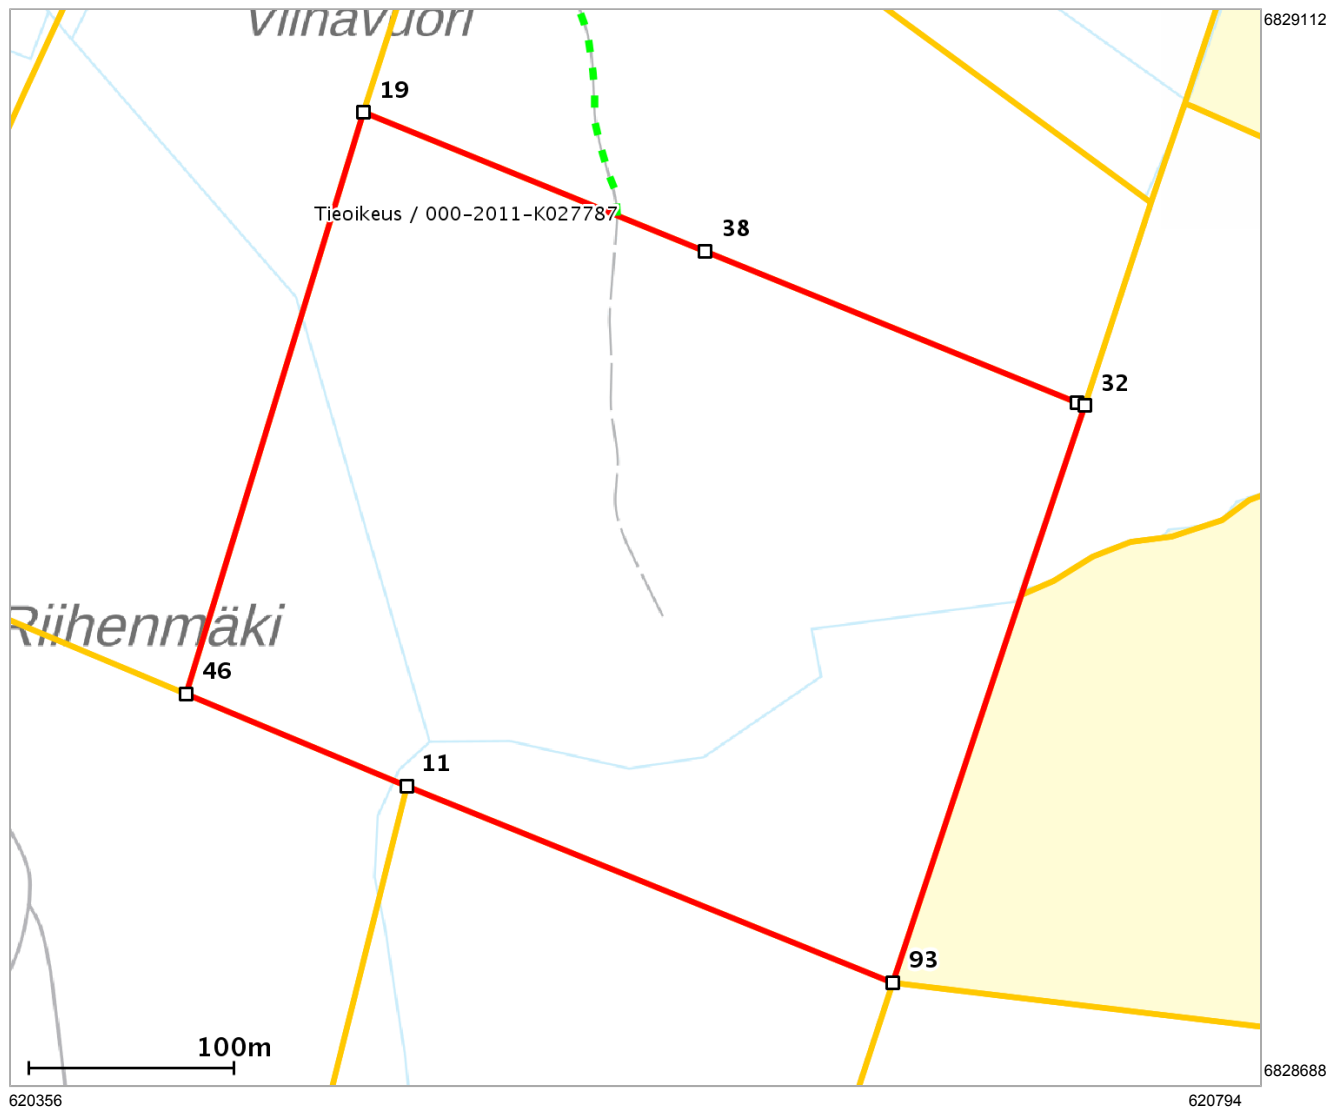 Viinavuori
6829112
19
Tieoikeus / 000-2011-K027787
38
32
Riihenmäki
46
11
93
100m
6828688
620356
620794